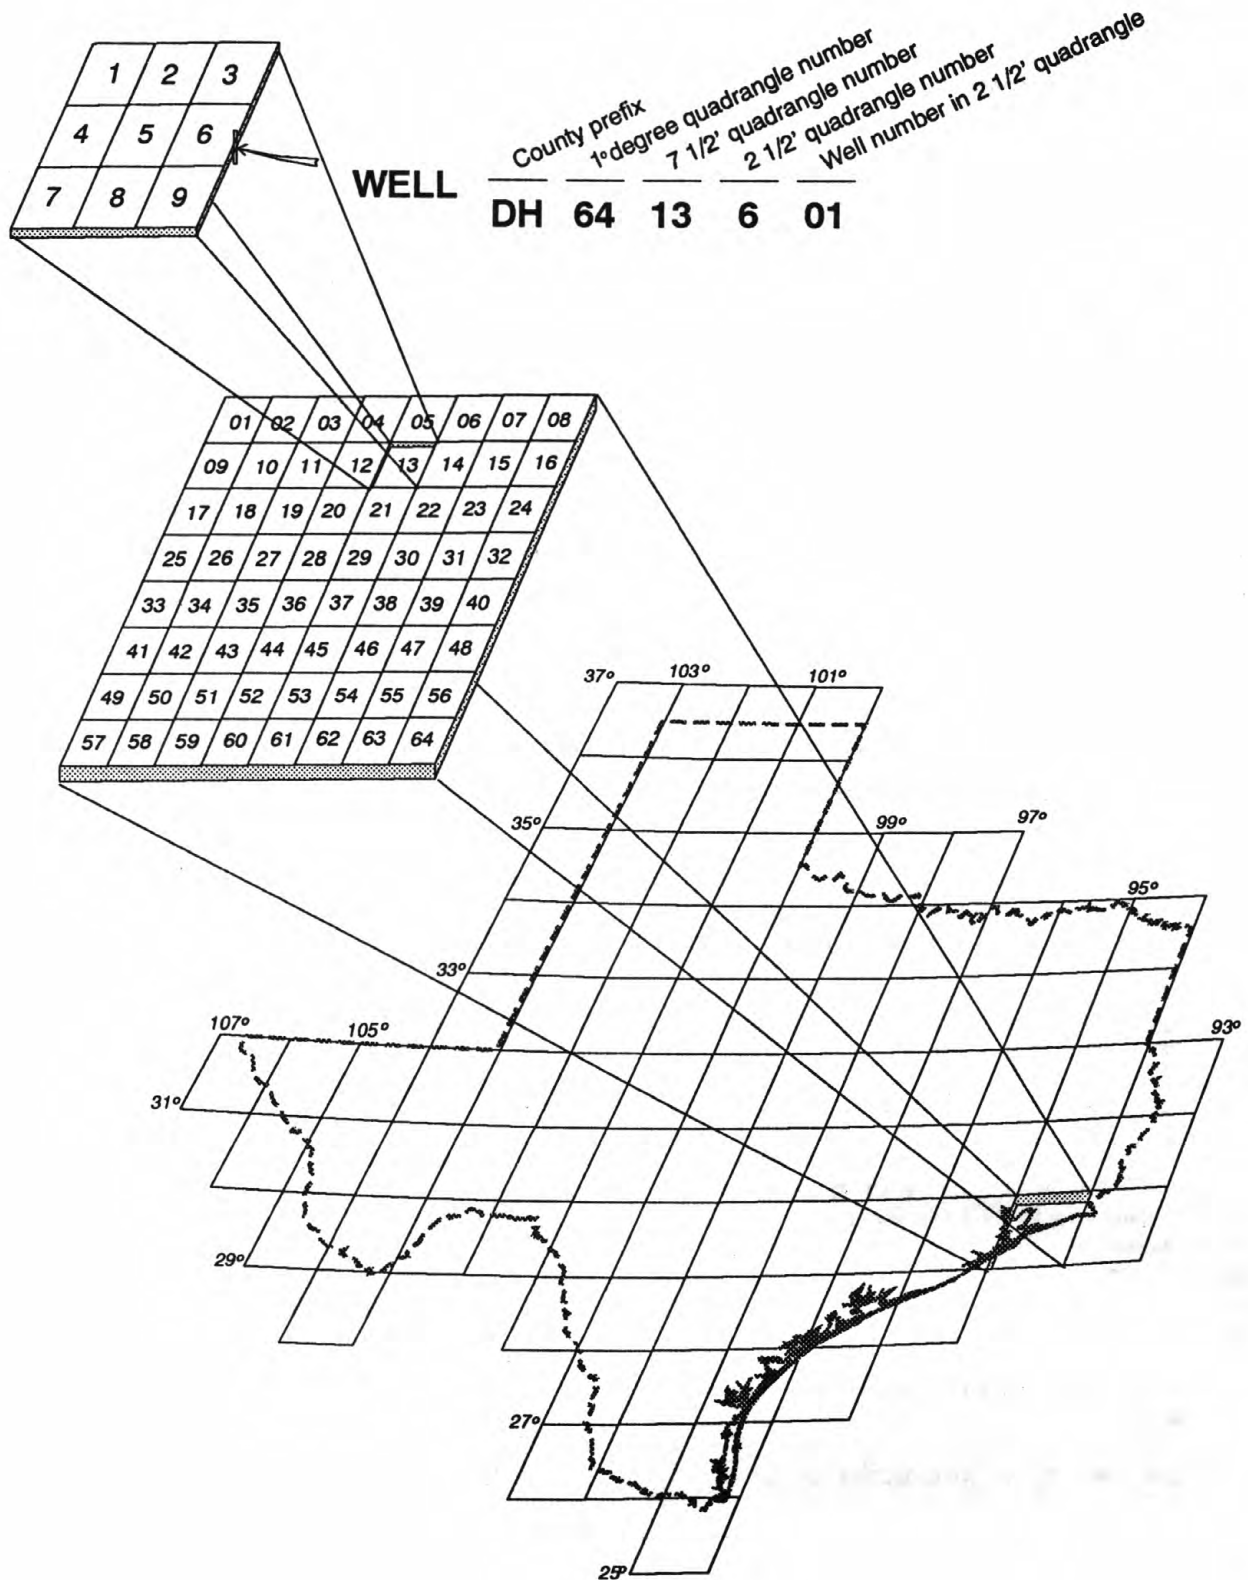 1 2 3
4 5 6
7 8 9
County prefix
1°degree quadrangle number
7 1/2' quadrangle number
2 1/2' quadrangle number
Well number in 2 1/2' quadrangle
WELL DH 64 13 6 01
01 02 03 04 05 06 07 08
09 10 11 12 13 14 15 16
17 18 19 20 21 22 23 24
25 26 27 28 29 30 31 32
33 34 35 36 37 38 39 40
41 42 43 44 45 46 47 48
49 50 51 52 53 54 55 56
57 58 59 60 61 62 63 64
37° 103° 101°
35° 99° 97°
95°
33°
107° 105° 93°
31°
29°
27°
25°